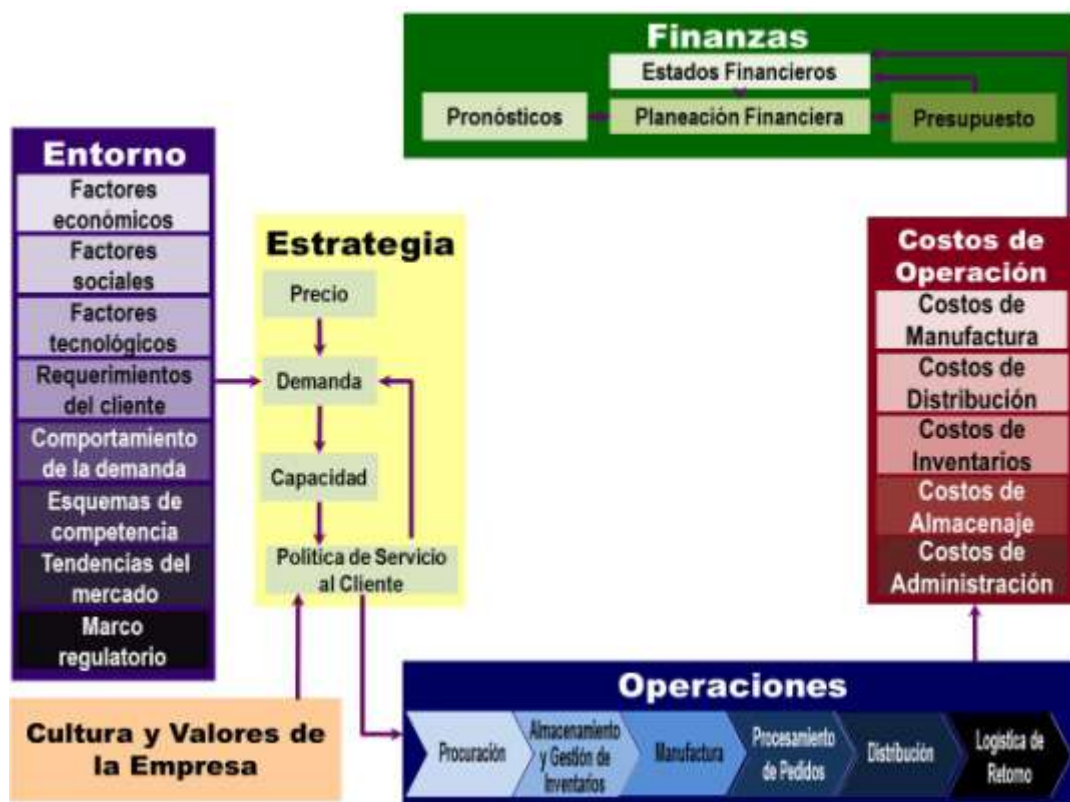 Finanzas
Estados Financieros
Pronósticos
Planeación Financiera
Presupuesto
Entorno
Factores
económicos
Factores
sociales
Factores
tecnológicos
Requerimientos
del cliente
Comportamiento
de la demanda
Esquemas de
competencia
Tendencias del
mercado
Marco
regulatorio
Estrategia
Precio
Demanda
Capacidad
Política de Servicio
al Cliente
Costos de
Operación
Costos de
Manufactura
Costos de
Distribución
Costos de
Inventarios
Costos de
Almacenaje
Costos de
Administración
Cultura y Valores de
la Empresa
Operaciones
Procuración
Almacenamiento
y Gestión de
Inventarios
Manufactura
Procesamiento
de Pedidos
Distribución
Logística de
Retorno